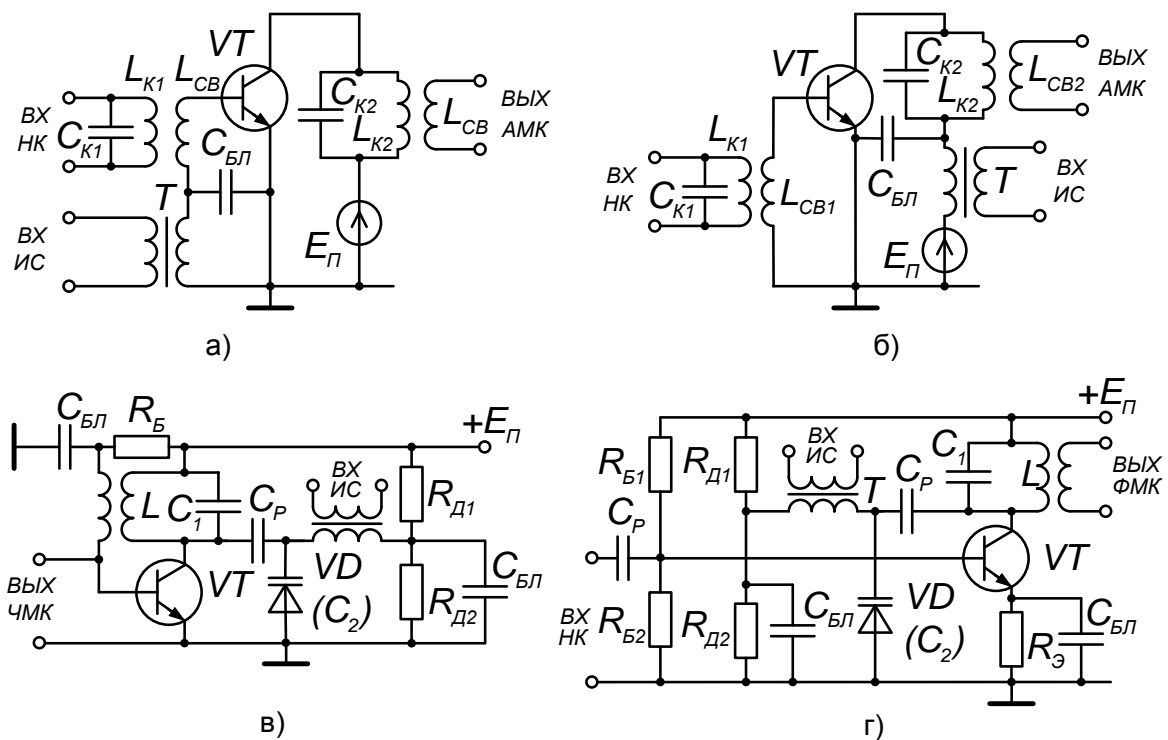 VT
L_К1
L_СВ
ВХ
НК
C_К1
C_БЛ
C_К2
L_К2
L_СВ
ВЫХ
АМК
T
ВХ
ИС
E_П
а)
VT
C_К2
L_К2
L_СВ2
ВЫХ
АМК
L_К1
ВХ
НК
C_К1
L_СВ1
C_БЛ
T
ВХ
ИС
E_П
б)
C_БЛ
R_Б
+E_П
L
C_1
C_Р
ВХ
ИС
R_Д1
ВЫХ
ЧМК
VT
VD
(C_2)
R_Д2
C_БЛ
в)
+E_П
R_Б1
R_Д1
ВХ
ИС
T
C_Р
C_1
L
ВЫХ
ФМК
C_Р
VT
ВХ
НК
R_Б2
R_Д2
C_БЛ
VD
(C_2)
R_Э
C_БЛ
г)